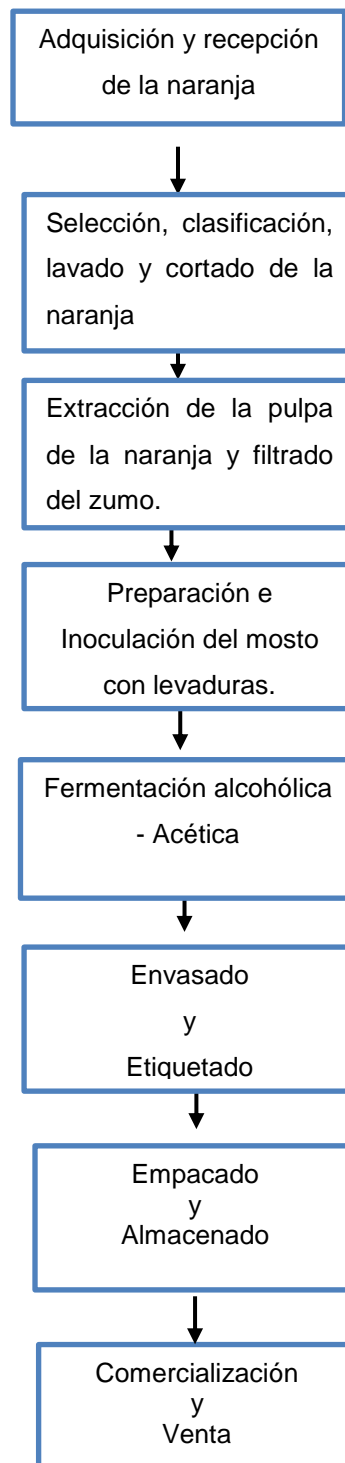 Adquisición y recepción
de la naranja
Selección, clasificación,
lavado y cortado de la
naranja
Extracción de la pulpa
de la naranja y filtrado
del zumo.
Preparación e
Inoculación del mosto
con levaduras.
Fermentación alcohólica
- Acética
Envasado
y
Etiquetado
Empacado
y
Almacenado
Comercialización
y
Venta